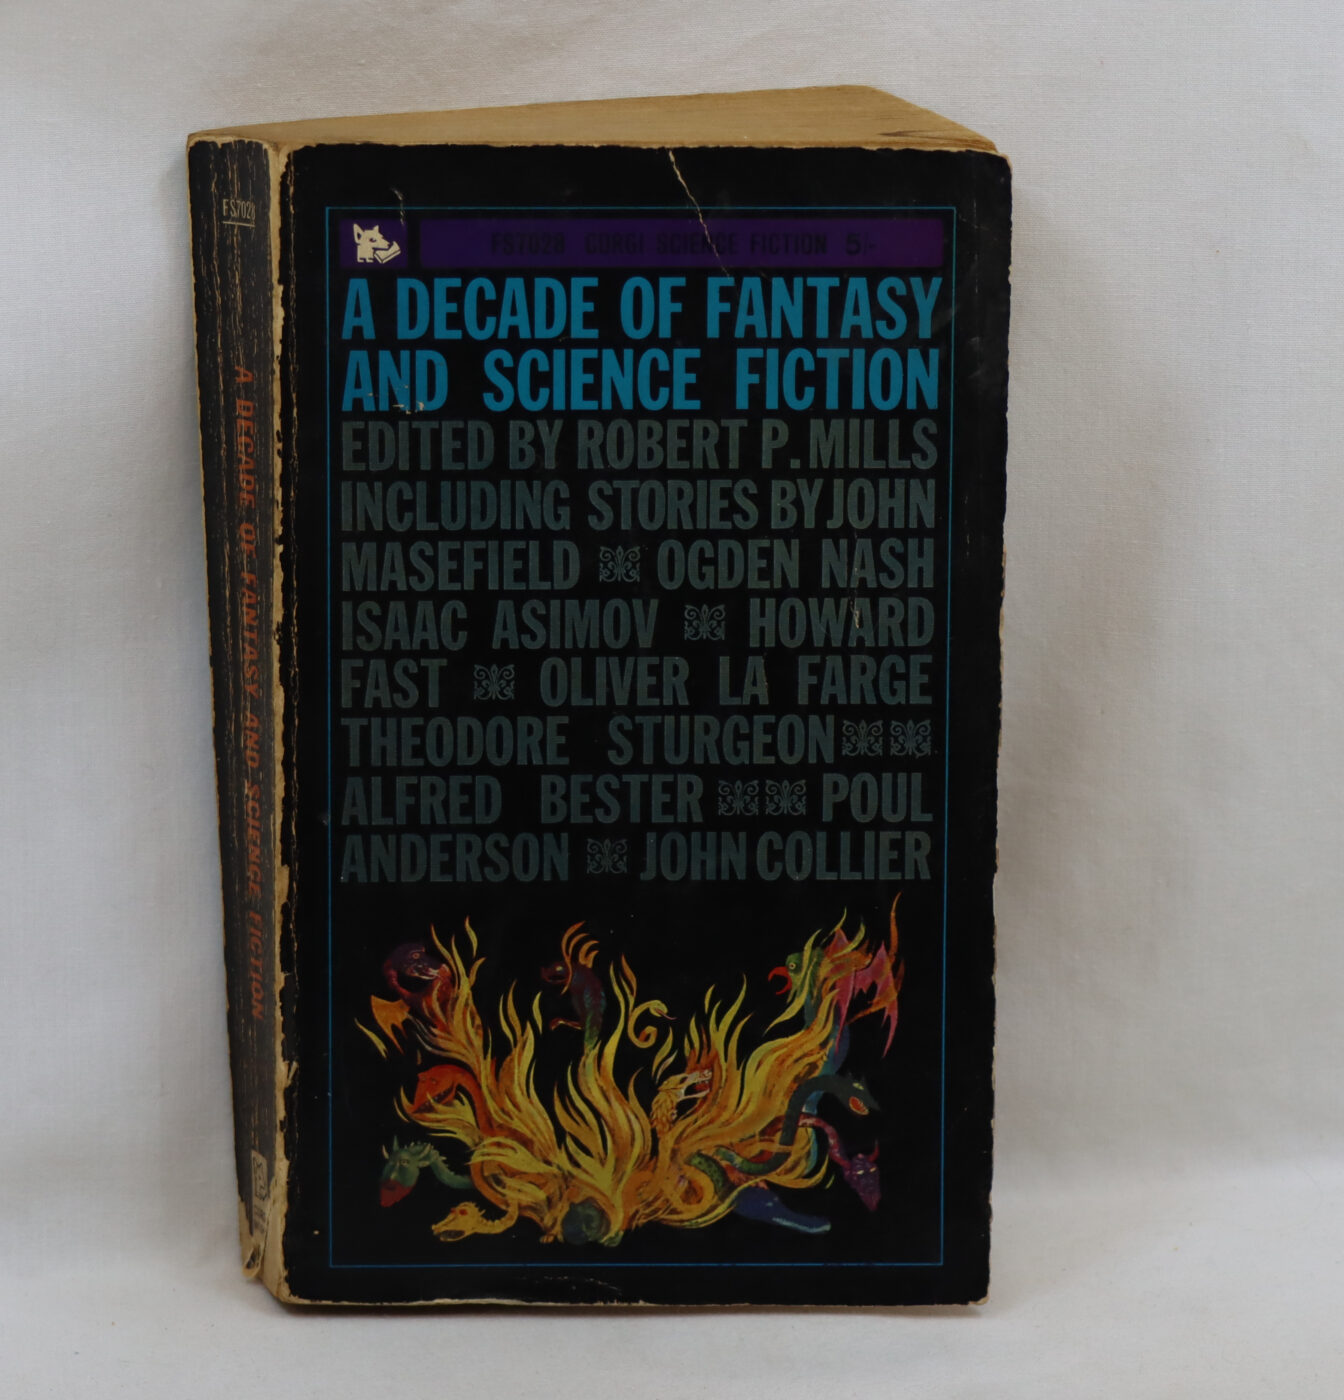 FS7028
A DECADE OF FANTASY AND SCIENCE FICTION
FS7028 CORGI SCIENCE FICTION 5/-
A DECADE OF FANTASY
AND SCIENCE FICTION
EDITED BY ROBERT P. MILLS
INCLUDING STORIES BY JOHN
MASEFIELD OGDEN NASH
ISAAC ASIMOV HOWARD
FAST OLIVER LA FARGE
THEODORE STURGEON
ALFRED BESTER POUL
ANDERSON JOHN COLLIER